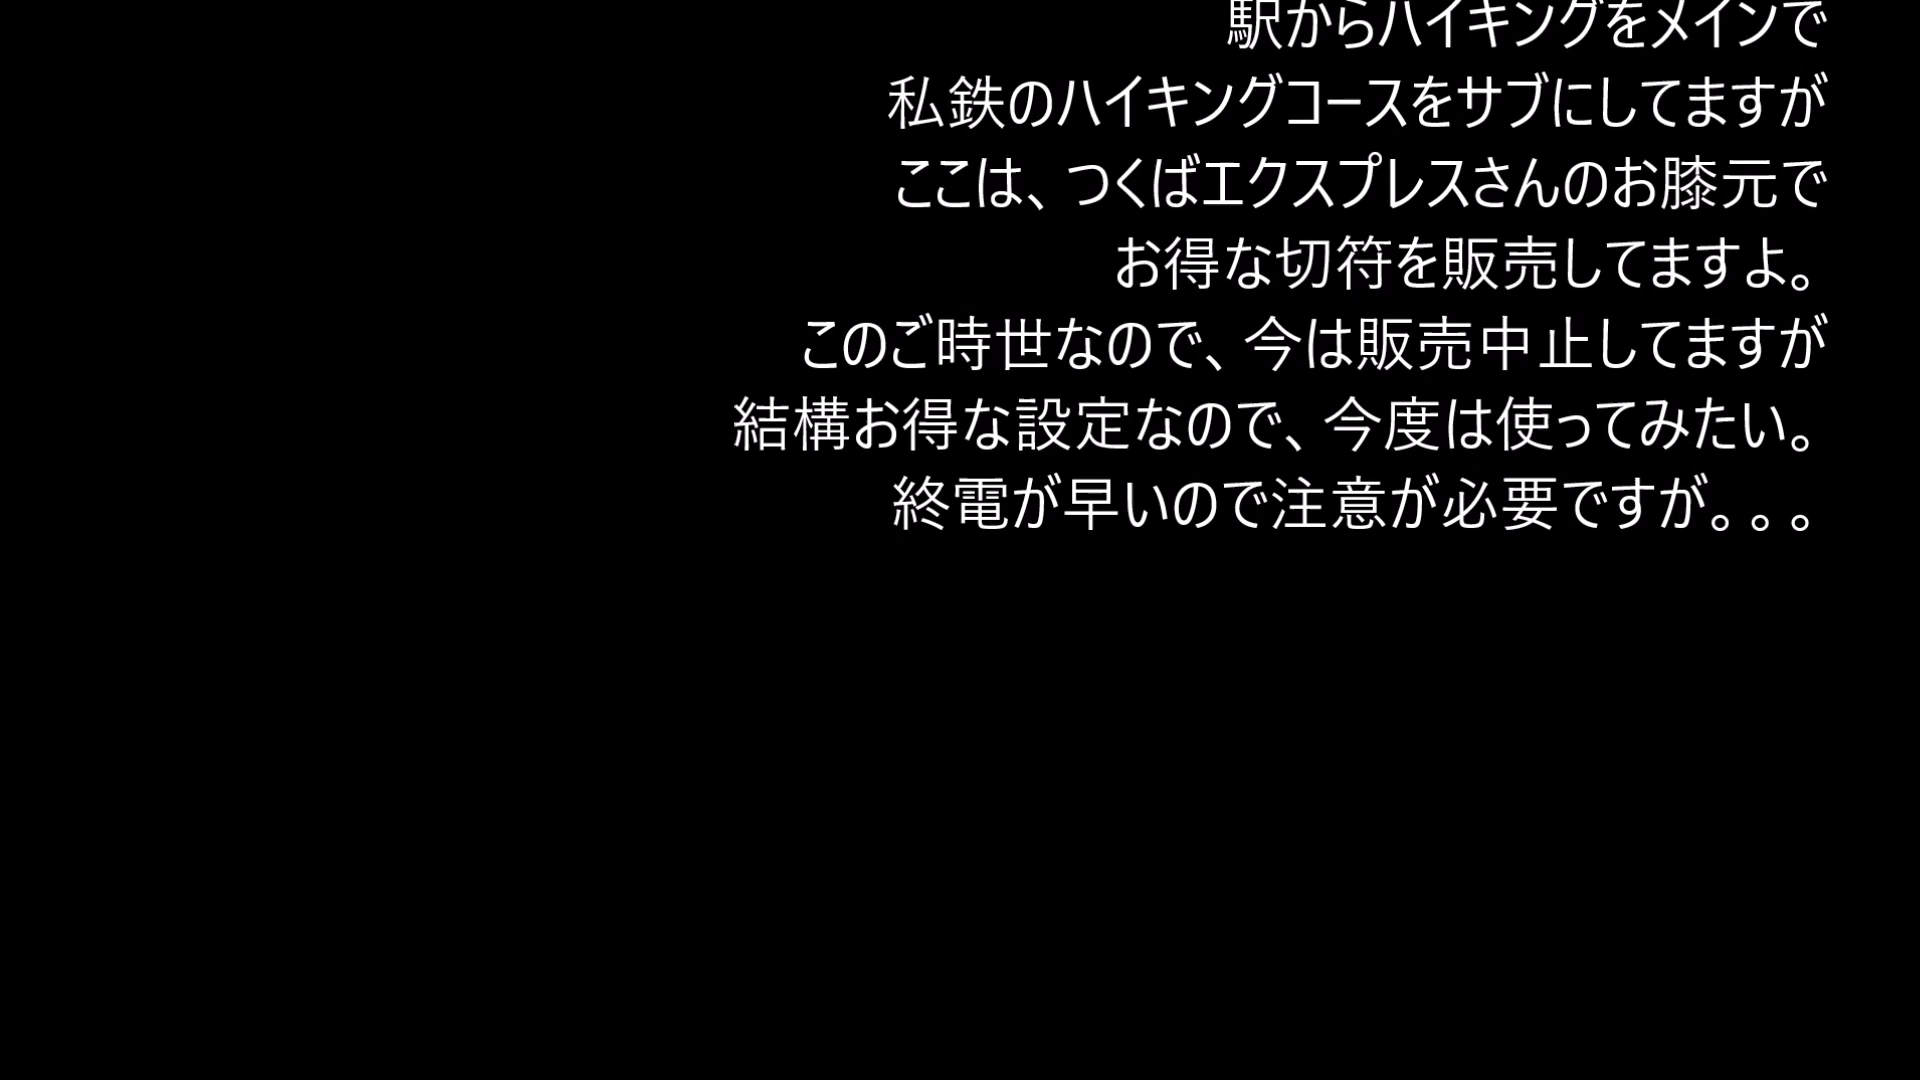 駅からハイキングをメインで
私鉄のハイキングコースをサブにしてますが
ここは、つくばエクスプレスさんのお膝元で
お得な切符を販売してますよ。
このご時世なので、今は販売中止してますが
結構お得な設定なので、今度は使ってみたい。
終電が早いので注意が必要ですが。。。